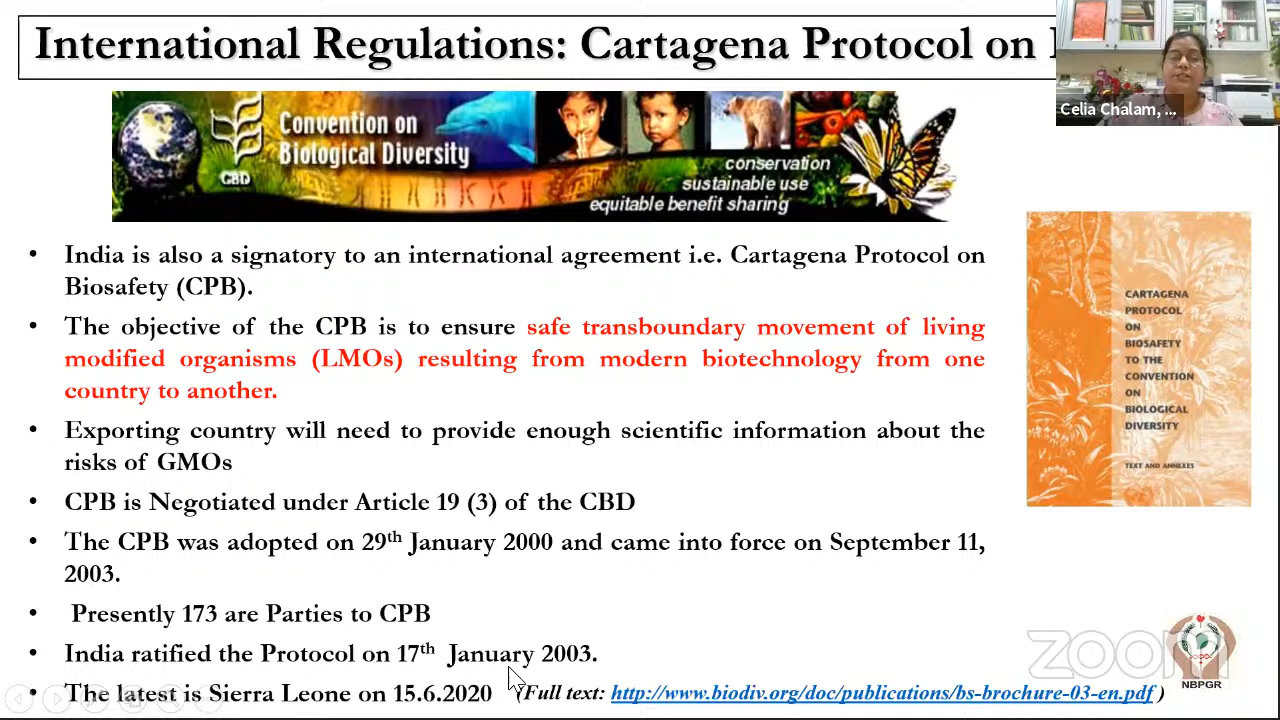 International Regulations: Cartagena Protocol on
Celia Chalam, ...
Convention on
Biological Diversity
CBD
conservation
sustainable use
equitable benefit sharing
• India is also a signatory to an international agreement i.e. Cartagena Protocol on
Biosafety (CPB).
• The objective of the CPB is to ensure safe transboundary movement of living
modified organisms (LMOs) resulting from modern biotechnology from one
country to another.
• Exporting country will need to provide enough scientific information about the
risks of GMOs
• CPB is Negotiated under Article 19 (3) of the CBD
• The CPB was adopted on 29th January 2000 and came into force on September 11,
2003.
• Presently 173 are Parties to CPB
• India ratified the Protocol on 17th January 2003.
• The latest is Sierra Leone on 15.6.2020 (Full text: http://www.biodiv.org/doc/publications/bs-brochure-03-en.pdf )
CARTAGENA
PROTOCOL
ON
BIOSAFETY
TO THE
CONVENTION
ON
BIOLOGICAL
DIVERSITY
TEXT AND ANNEXES
zoom
NBPGR